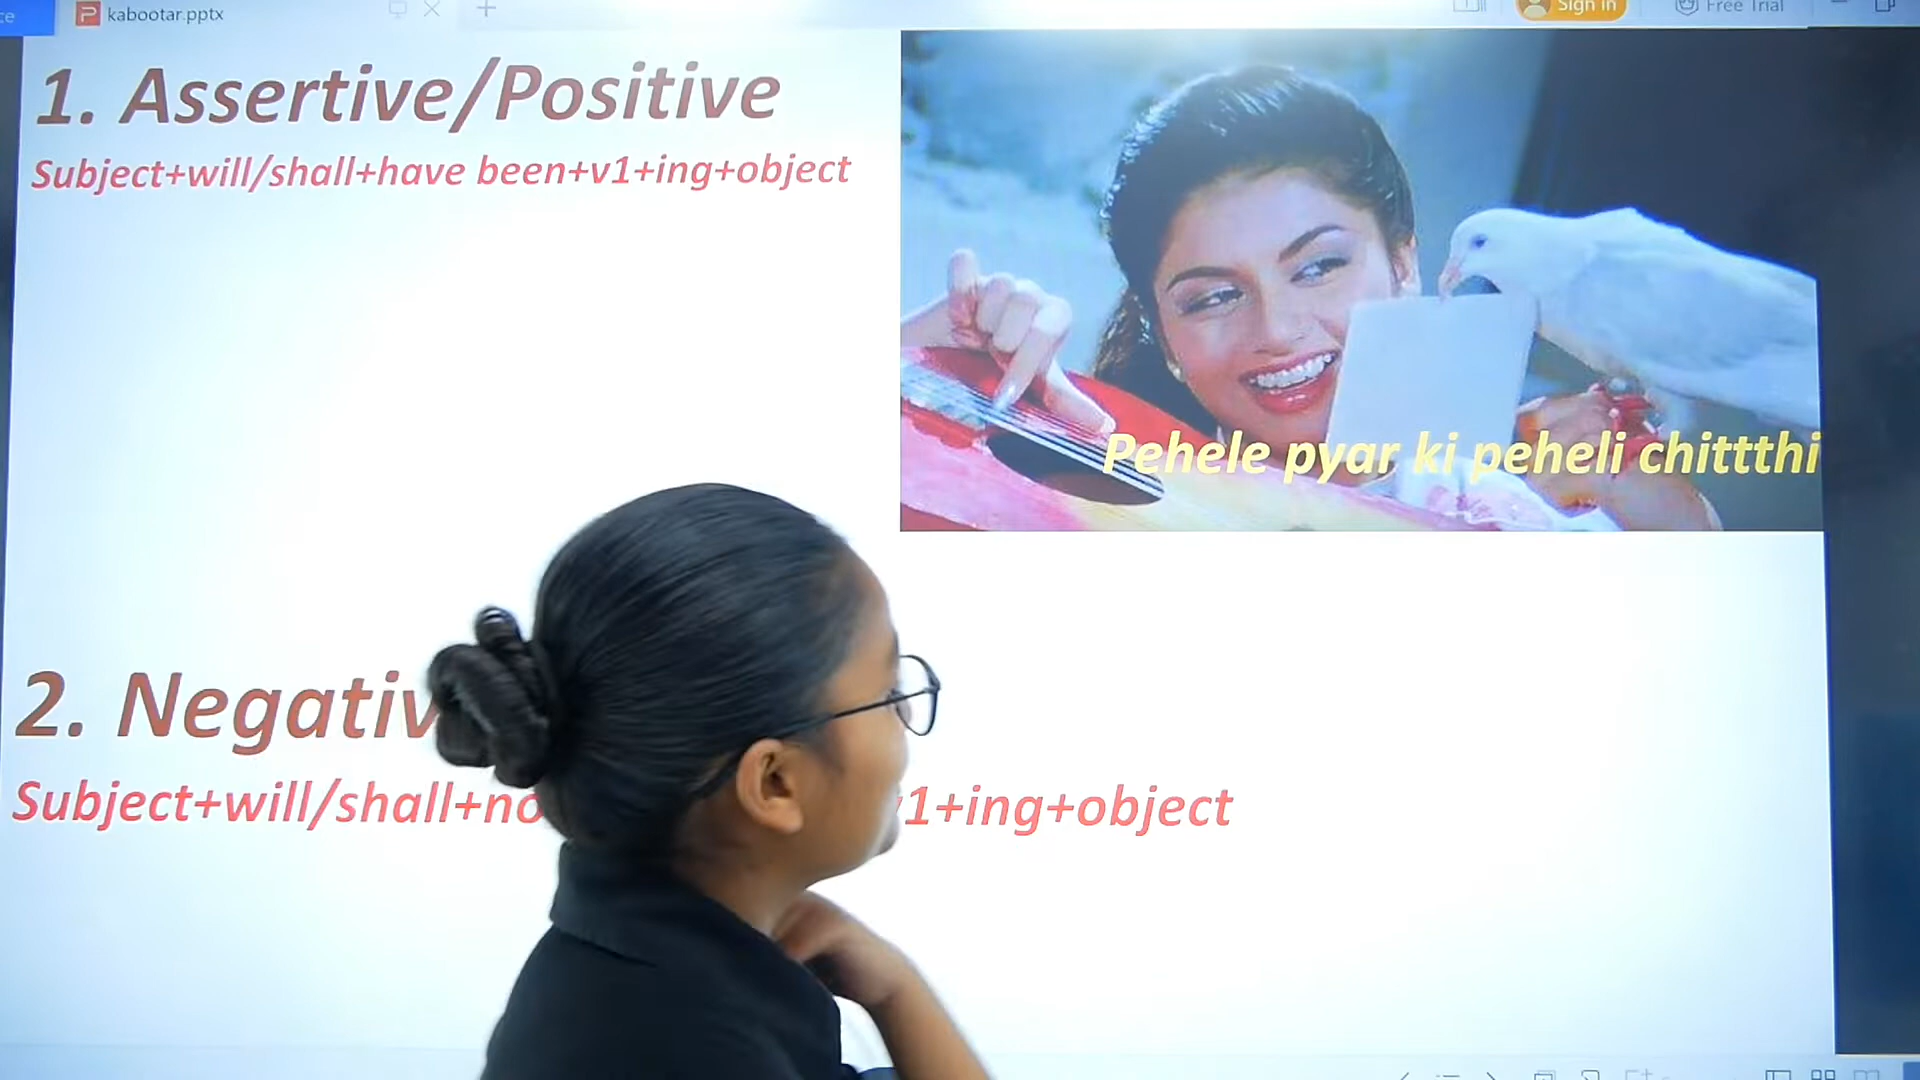 kabootar.pptx
Sign in
Free Trial
1. Assertive/Positive
Subject+will/shall+have been+v1+ing+object
Pehele pyar ki peheli chittthi
2. Negativ
Subject+will/shall+no 1+ing+object